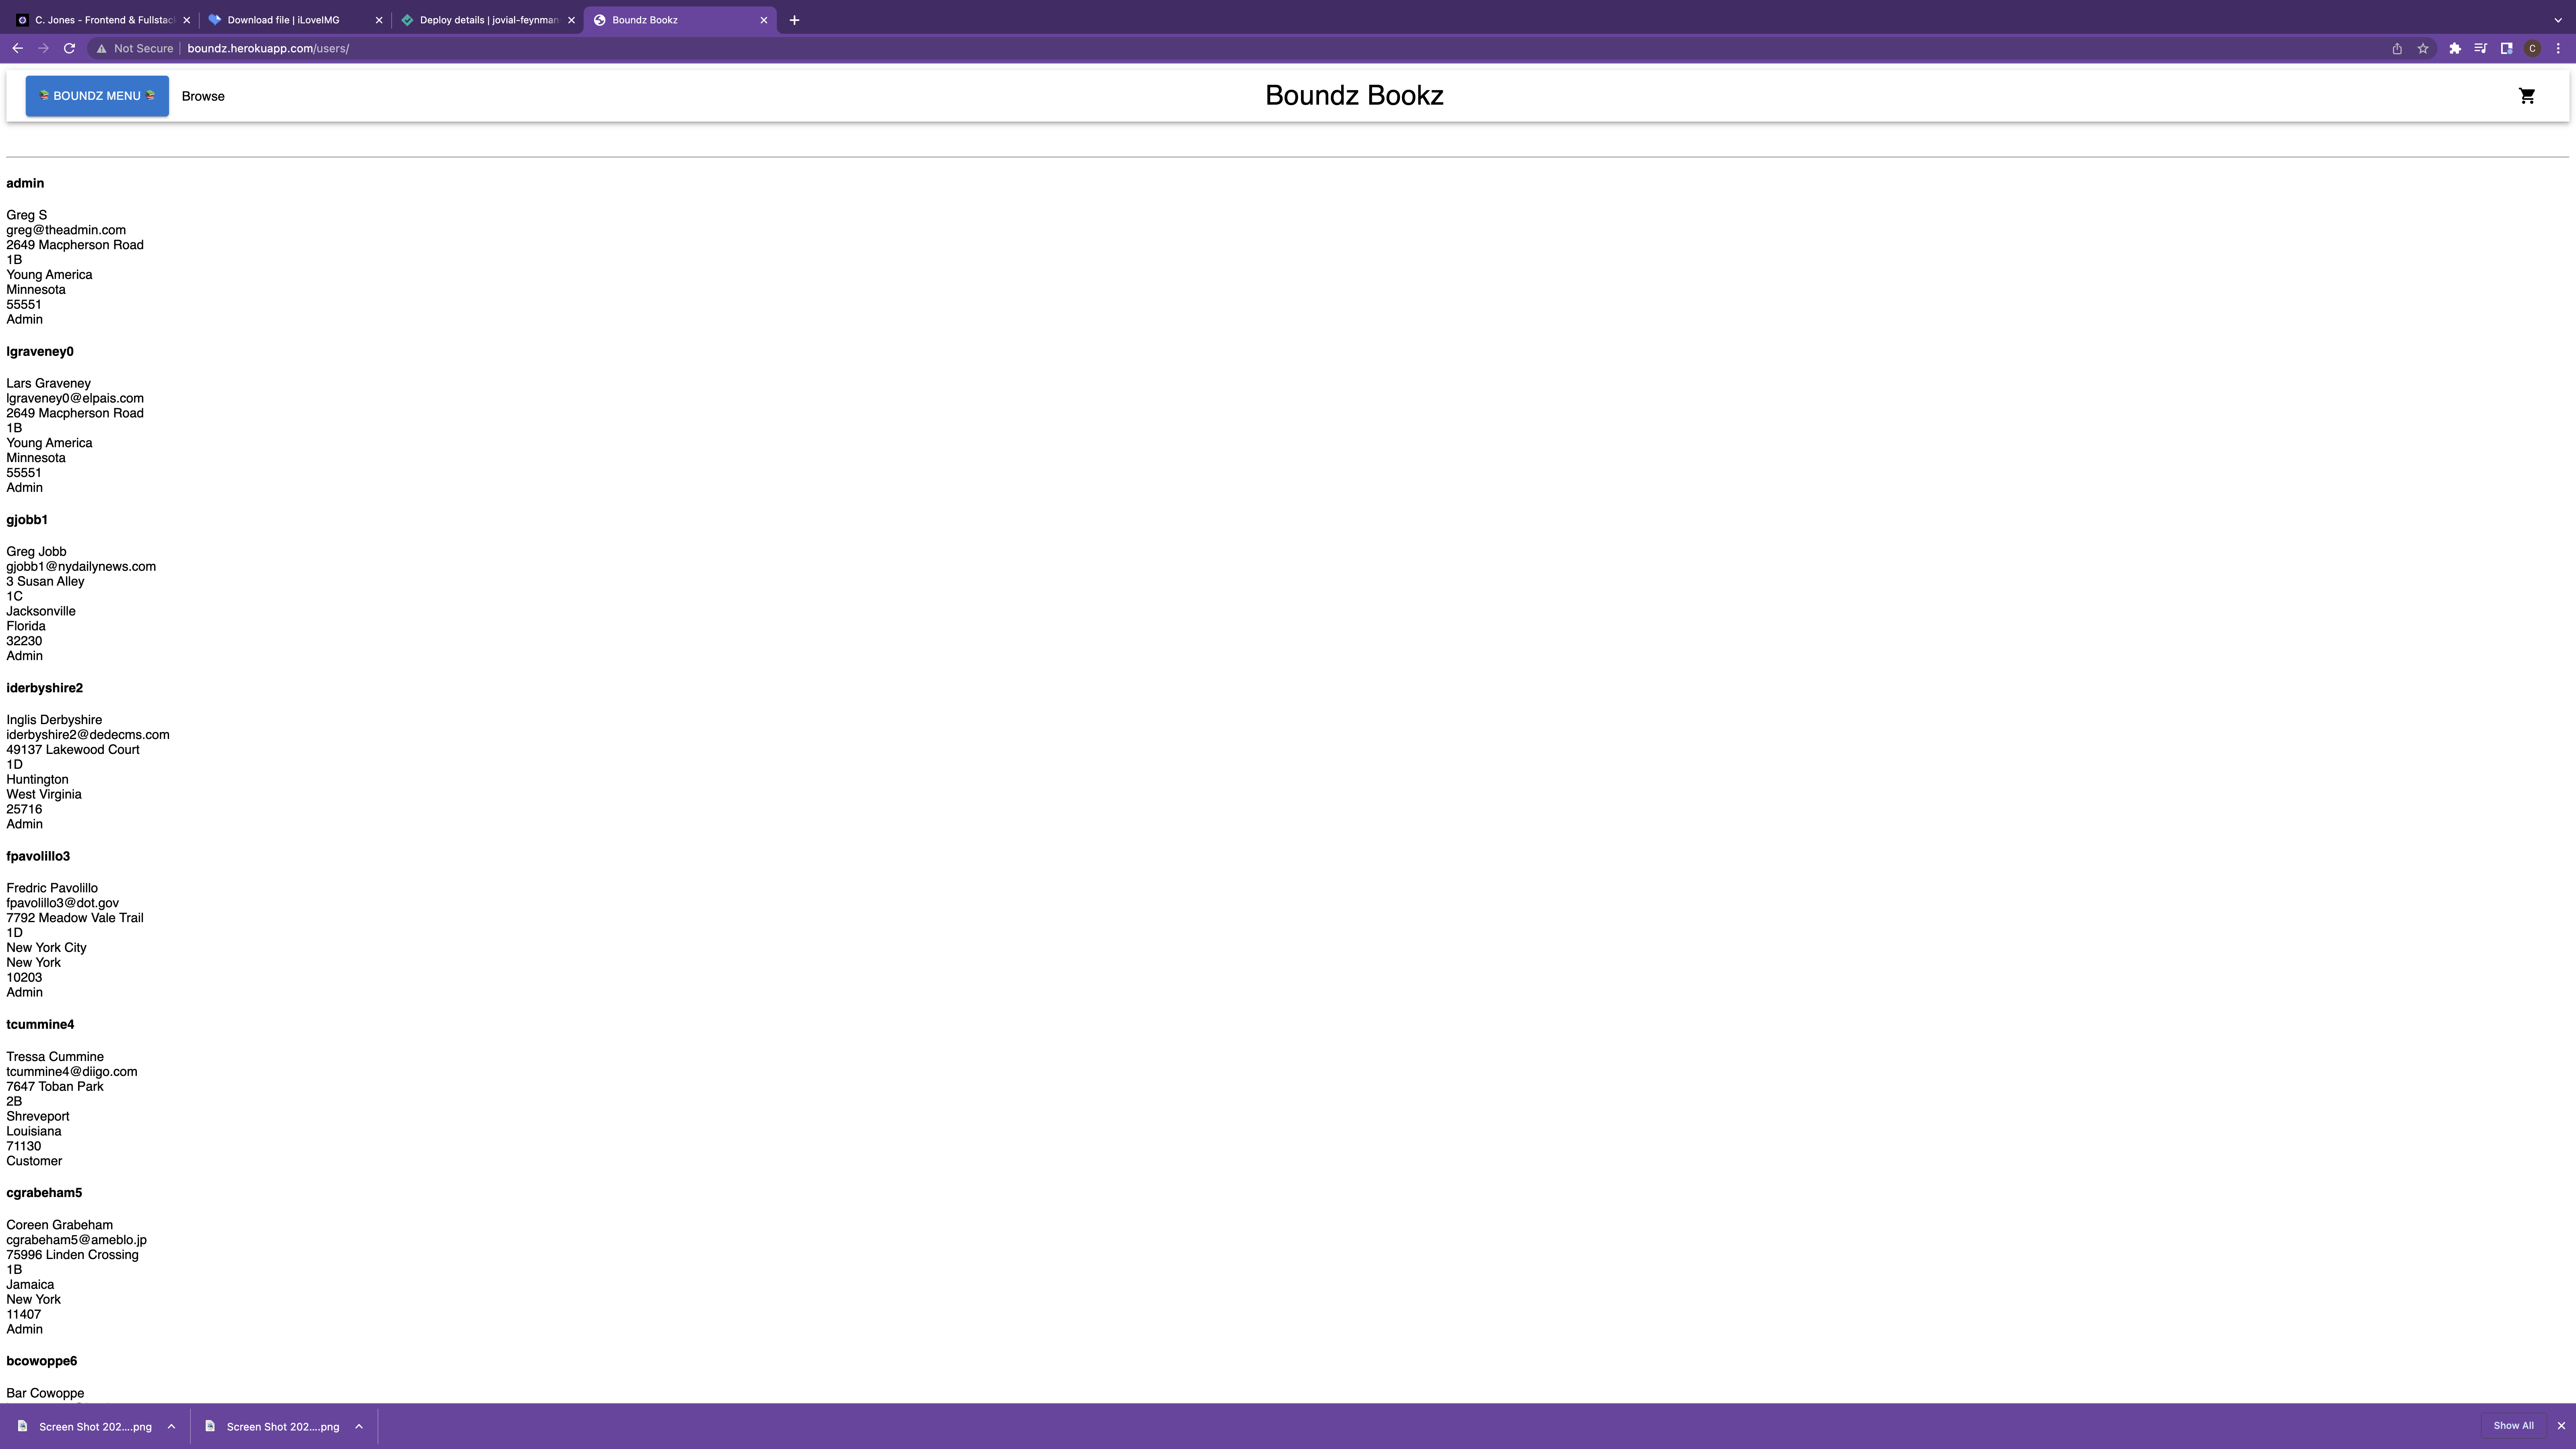 C. Jones - Frontend & Fullstac
Download file | iLoveIMG
Deploy details | jovial-feynman
Boundz Bookz
Not Secure | boundz.herokuapp.com/users/
C
BOUNDZ MENU
Browse
Boundz Bookz
admin
Greg S
greg@theadmin.com
2649 Macpherson Road
1B
Young America
Minnesota
55551
Admin
lgraveney0
Lars Graveney
lgraveney0@elpais.com
2649 Macpherson Road
1B
Young America
Minnesota
55551
Admin
gjobb1
Greg Jobb
gjobb1@nydailynews.com
3 Susan Alley
1C
Jacksonville
Florida
32230
Admin
iderbyshire2
Inglis Derbyshire
iderbyshire2@dedecms.com
49137 Lakewood Court
1D
Huntington
West Virginia
25716
Admin
fpavolillo3
Fredric Pavolillo
fpavolillo3@dot.gov
7792 Meadow Vale Trail
1D
New York City
New York
10203
Admin
tcummine4
Tressa Cummine
tcummine4@diigo.com
7647 Toban Park
2B
Shreveport
Louisiana
71130
Customer
cgrabeham5
Coreen Grabeham
cgrabeham5@ameblo.jp
75996 Linden Crossing
1B
Jamaica
New York
11407
Admin
bcowoppe6
Bar Cowoppe
Screen Shot 202....png
Screen Shot 202....png
Show All